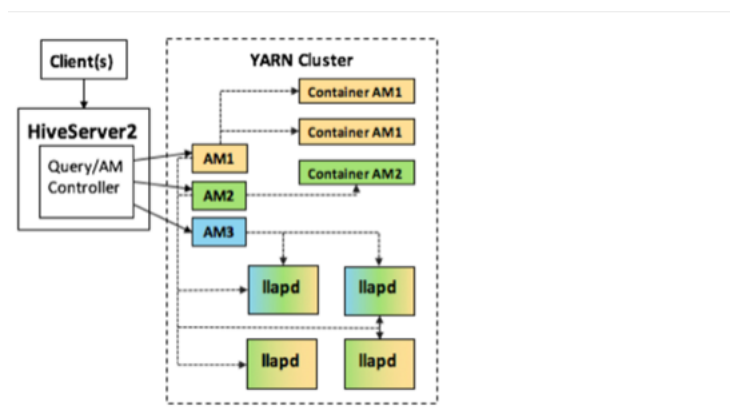 Client(s)
YARN Cluster
Container AM1
HiveServer2
Container AM1
Query/AM
Controller
AM1
Container AM2
AM2
AM3
llapd
llapd
llapd
llapd